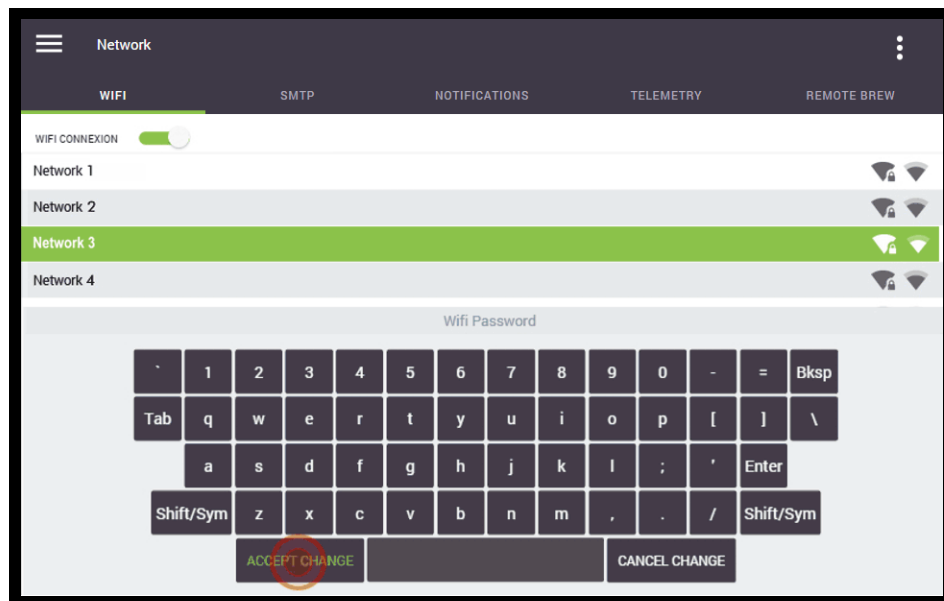 Network
WIFI SMTP NOTIFICATIONS TELEMETRY REMOTE BREW
WIFI CONNEXION
Network 1
Network 2
Network 3
Network 4
Wifi Password
` 1 2 3 4 5 6 7 8 9 0 - = Bksp
Tab q w e r t y u i o p [ ] \
a s d f g h j k l ; ' Enter
Shift/Sym z x c v b n m , . / Shift/Sym
ACCEPT CHANGE CANCEL CHANGE